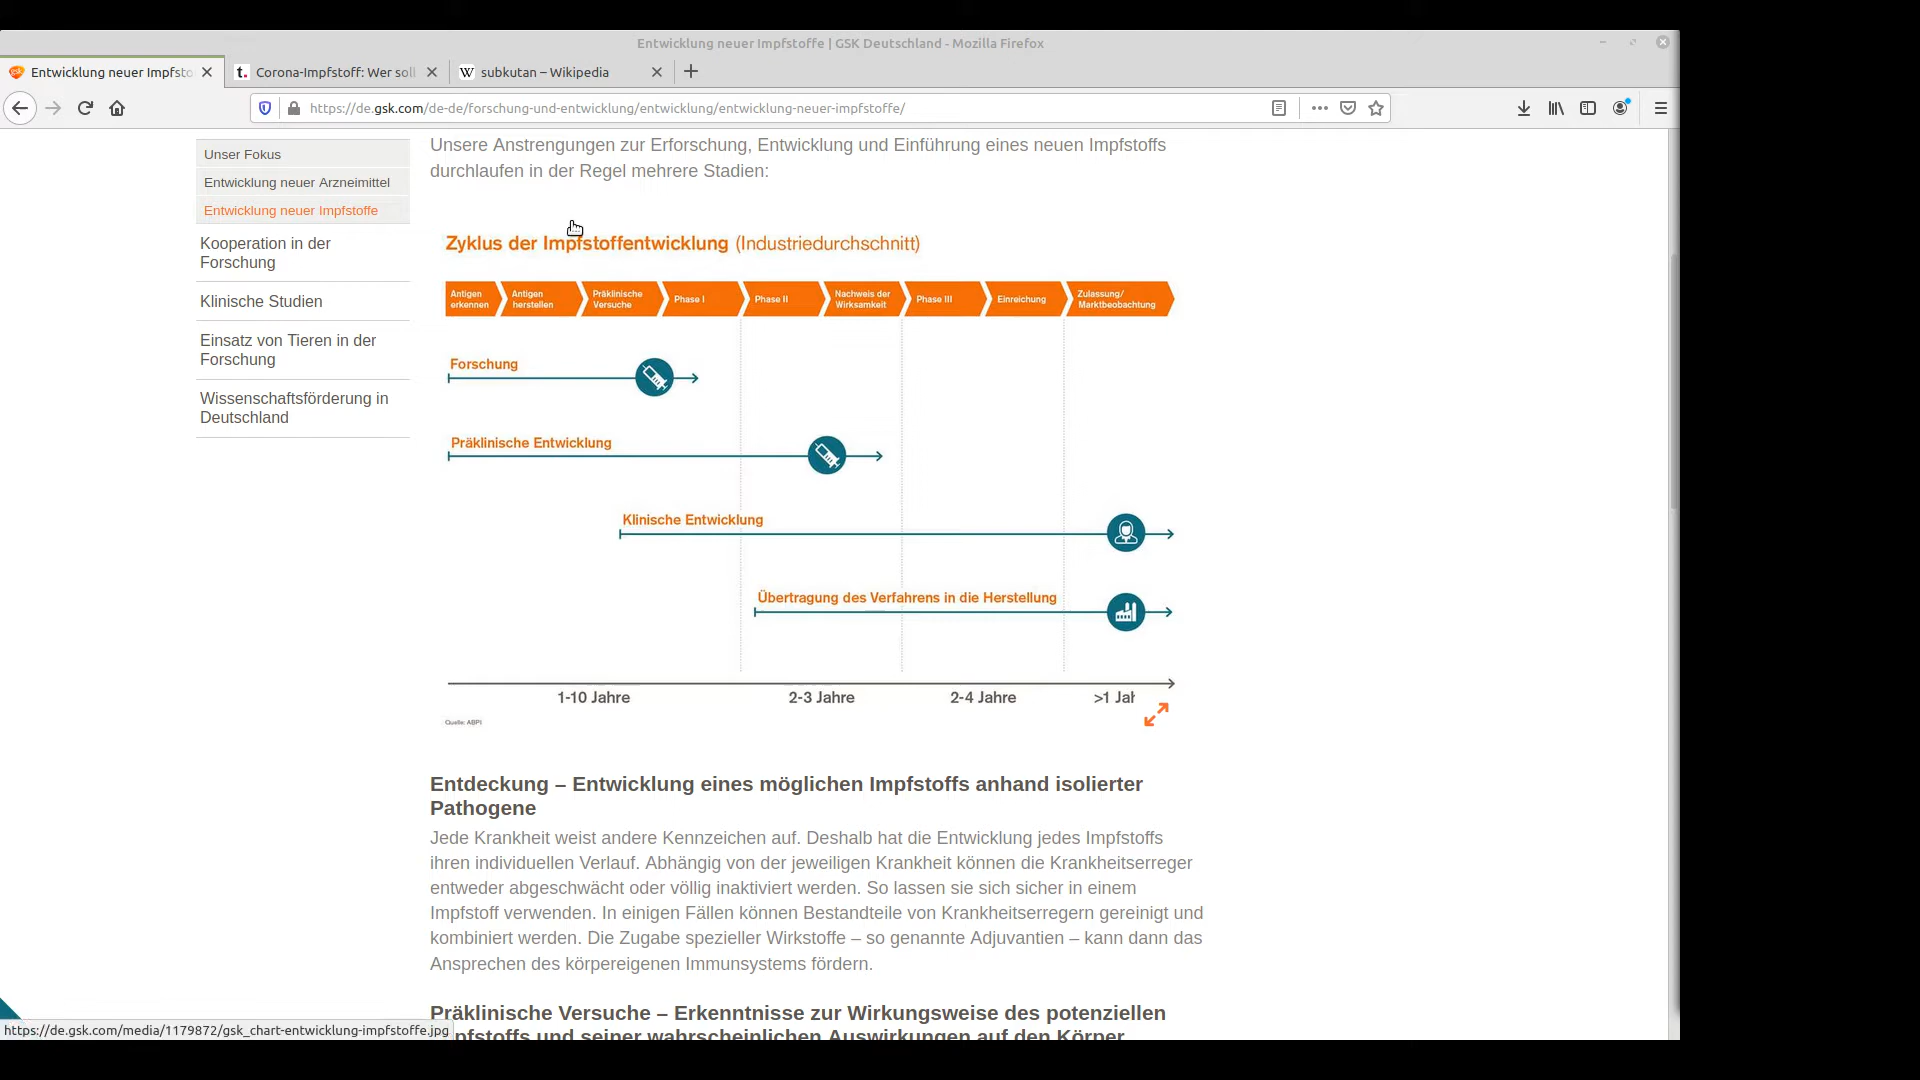 Entwicklung neuer Impfstoffe | GSK Deutschland - Mozilla Firefox
Entwicklung neuer Impfsto
Corona-Impfstoff: Wer soll
subkutan – Wikipedia
https://de.gsk.com/de-de/forschung-und-entwicklung/entwicklung/entwicklung-neuer-impfstoffe/
Unser Fokus
Entwicklung neuer Arzneimittel
Entwicklung neuer Impfstoffe
Kooperation in der
Forschung
Klinische Studien
Einsatz von Tieren in der
Forschung
Wissenschaftsförderung in
Deutschland
Unsere Anstrengungen zur Erforschung, Entwicklung und Einführung eines neuen Impfstoffs
durchlaufen in der Regel mehrere Stadien:
Zyklus der Impfstoffentwicklung (Industriedurchschnitt)
Antigen
erkennen
Antigen
herstellen
Präklinische
Versuche
Phase I
Phase II
Nachweis der
Wirksamkeit
Phase III
Einreichung
Zulassung/
Marktbeobachtung
Forschung
Präklinische Entwicklung
Klinische Entwicklung
Übertragung des Verfahrens in die Herstellung
1-10 Jahre
2-3 Jahre
2-4 Jahre
>1 Jah
Quelle: ABPI
Entdeckung – Entwicklung eines möglichen Impfstoffs anhand isolierter
Pathogene
Jede Krankheit weist andere Kennzeichen auf. Deshalb hat die Entwicklung jedes Impfstoffs
ihren individuellen Verlauf. Abhängig von der jeweiligen Krankheit können die Krankheitserreger
entweder abgeschwächt oder völlig inaktiviert werden. So lassen sie sich sicher in einem
Impfstoff verwenden. In einigen Fällen können Bestandteile von Krankheitserregern gereinigt und
kombiniert werden. Die Zugabe spezieller Wirkstoffe – so genannte Adjuvantien – kann dann das
Ansprechen des körpereigenen Immunsystems fördern.
Präklinische Versuche – Erkenntnisse zur Wirkungsweise des potenziellen
mpfstoffs und seiner wahrscheinlichen Auswirkungen auf den Körper
https://de.gsk.com/media/1179872/gsk_chart-entwicklung-impfstoffe.jpg